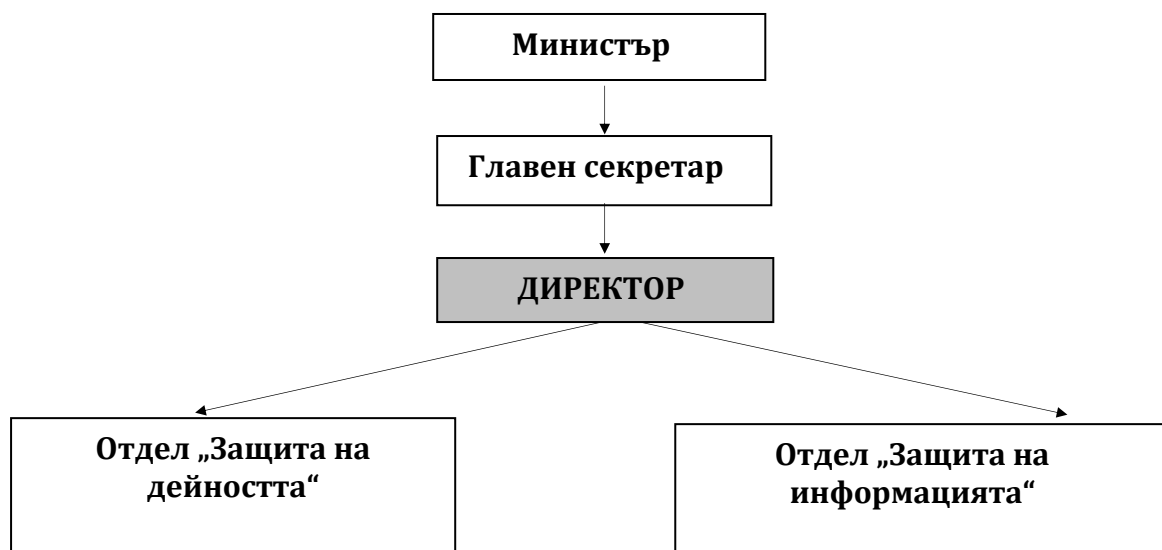 Министър
Главен секретар
ДИРЕКТОР
Отдел „Защита на
дейността“
Отдел „Защита на
информацията“